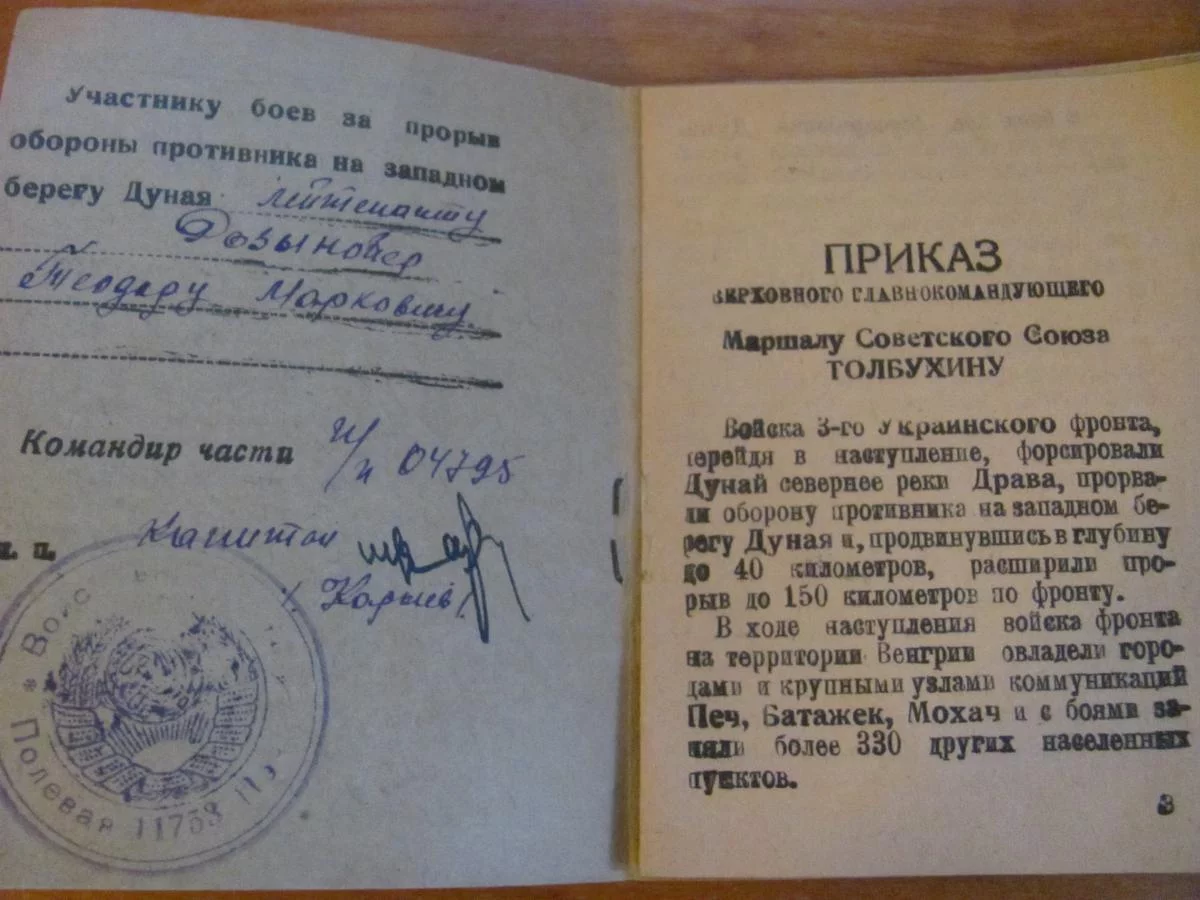 Участнику боев за прорыв
обороны противника на западном
берегу Дуная лейтенанту
Теодору Марковичу
Командир части п/п 04795
м. п. Капитан
* Войс
Полевая 11753
ПРИКАЗ
ВЕРХОВНОГО ГЛАВНОКОМАНДУЮЩЕГО
Маршалу Советского Союза
ТОЛБУХИНУ
Войска 3-го Украинского фронта,
перейдя в наступление, форсировали
Дунай севернее реки Драва, прорва-
ли оборону противника на западном бе-
регу Дуная и, продвинувшись в глубину
до 40 километров, расширили про-
рыв до 150 километров по фронту.
В ходе наступления войска фронта
на территории Венгрии овладели горо-
дами и крупными узлами коммуникаций
Печ, Батажек, Мохач и с боями за-
няли более 330 других населенных
пунктов.
3